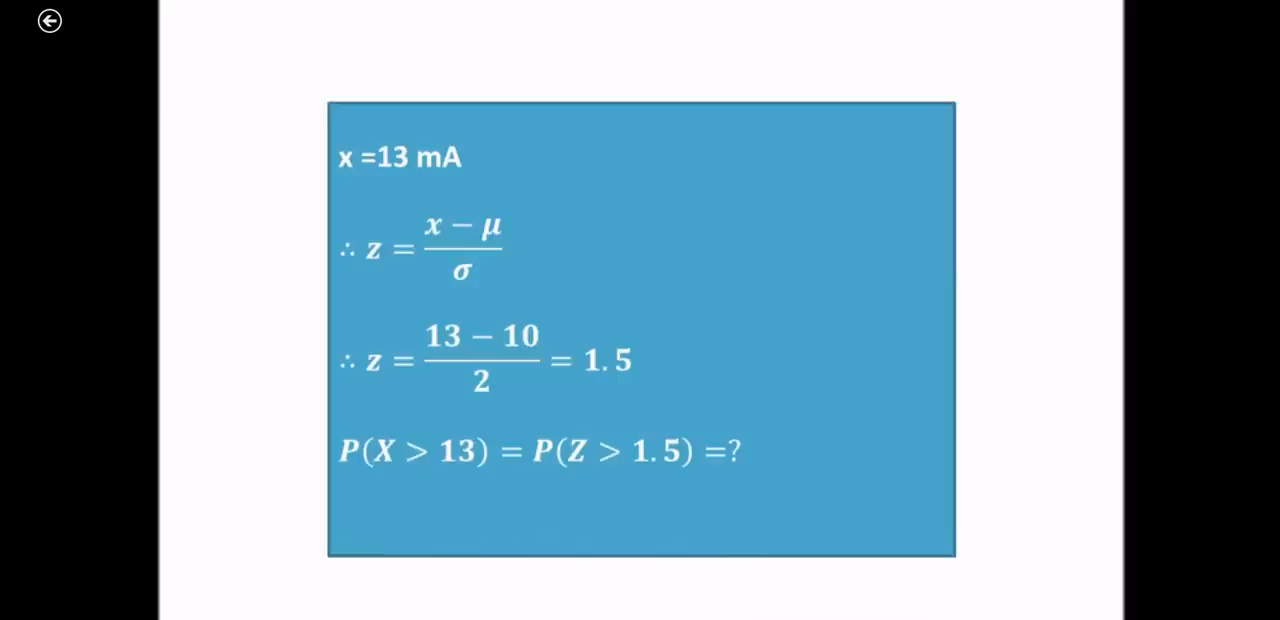 x =13 mA
∴ z = (x − μ)/σ
∴ z = (13 − 10)/2 = 1.5
P(X > 13) = P(Z > 1.5) =?